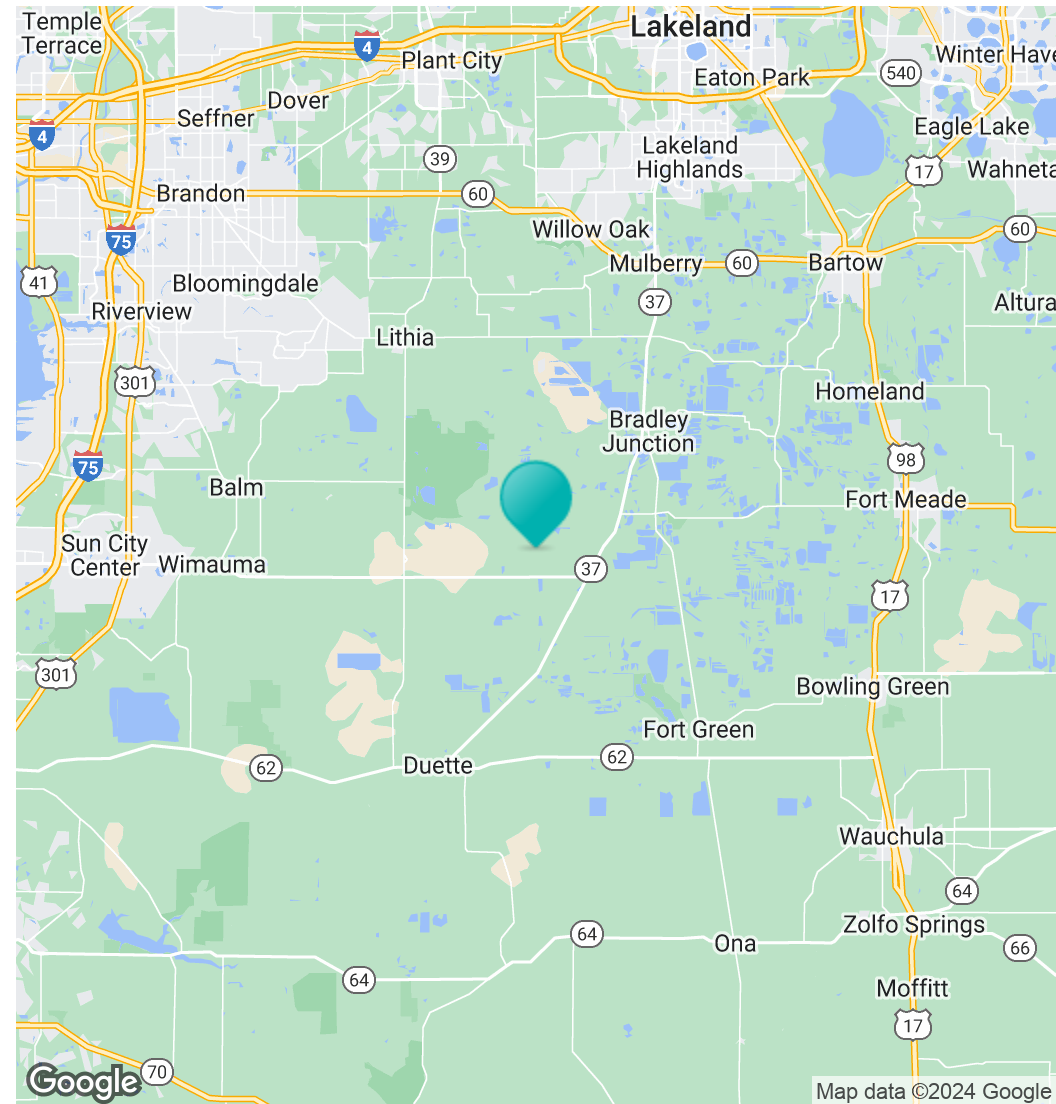 Temple
Terrace
Lakeland
4
Plant City
Winter Have
Eaton Park
540
Dover
Seffner
4
Eagle Lake
39
Lakeland
Highlands
17
Wahneta
Brandon
60
Willow Oak
60
75
Mulberry
60
Bartow
41
Bloomingdale
37
Altura
Riverview
Lithia
301
Homeland
Bradley
Junction
75
98
Balm
Fort Meade
Sun City
Center
Wimauma
37
17
301
Bowling Green
Fort Green
62
Duette
62
Wauchula
64
Zolfo Springs
64
Ona
66
64
Moffitt
17
70
Google
Map data ©2024 Google